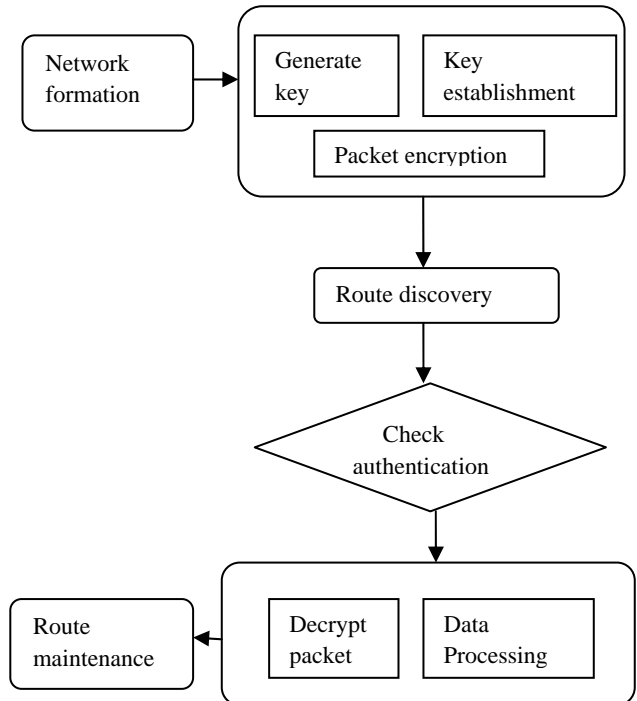 Network
formation
Generate
key
Key
establishment
Packet encryption
Route discovery
Check
authentication
Route
maintenance
Decrypt
packet
Data
Processing